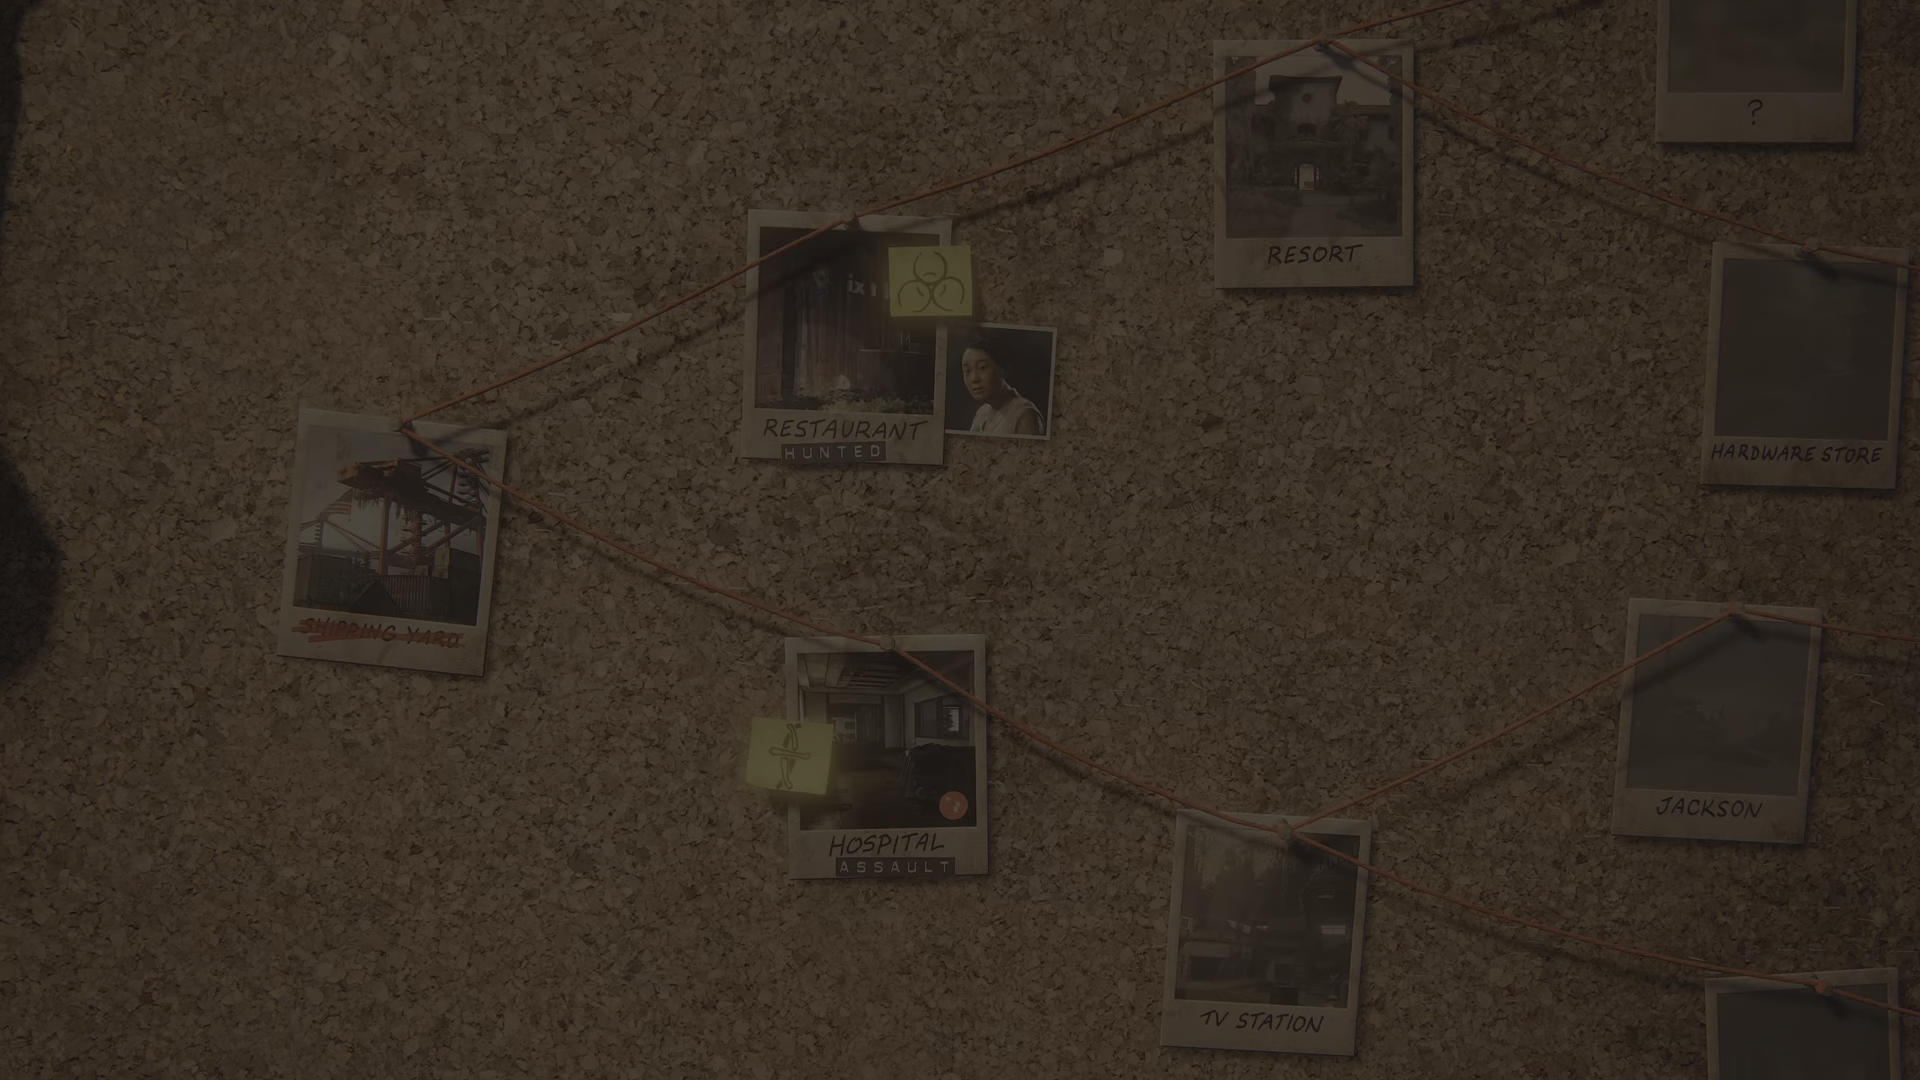 ?
RESORT
RESTAURANT
HUNTED
HARDWARE STORE
SHIPPING YARD
JACKSON
HOSPITAL
ASSAULT
TV STATION